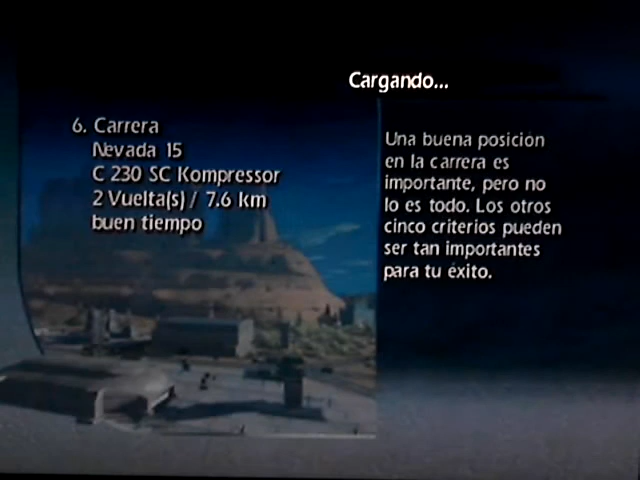 Cargando...
6. Carrera
Nevada 15
C 230 SC Kompressor
2 Vuelta(s) / 7.6 km
buen tiempo
Una buena posición
en la carrera es
importante, pero no
lo es todo. Los otros
cinco criterios pueden
ser tan importantes
para tu éxito.